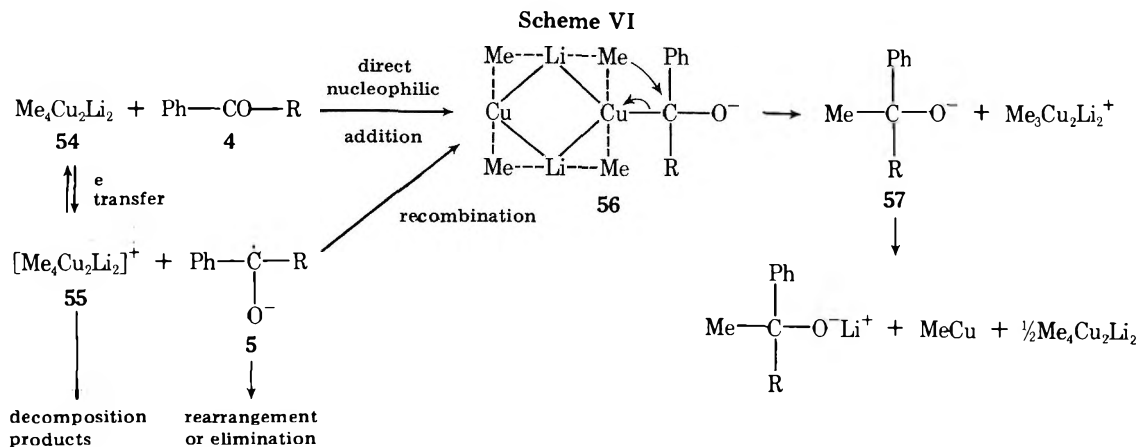 Scheme VI
Me---Li---Me Ph Ph
direct
nucleophilic
Me₄Cu₂Li₂ + Ph—CO—R Cu Cu—C—O⁻ Me—C—O⁻ + Me₃Cu₂Li₂⁺
addition
54 4 Me---Li---Me R R
e
transfer
56 57
recombination
[Me₄Cu₂Li₂]⁺ + Ph—Ċ—R
55 O⁻
5
Ph
Me—C—O⁻Li⁺ + MeCu + ½Me₄Cu₂Li₂
R
decomposition rearrangement
products or elimination